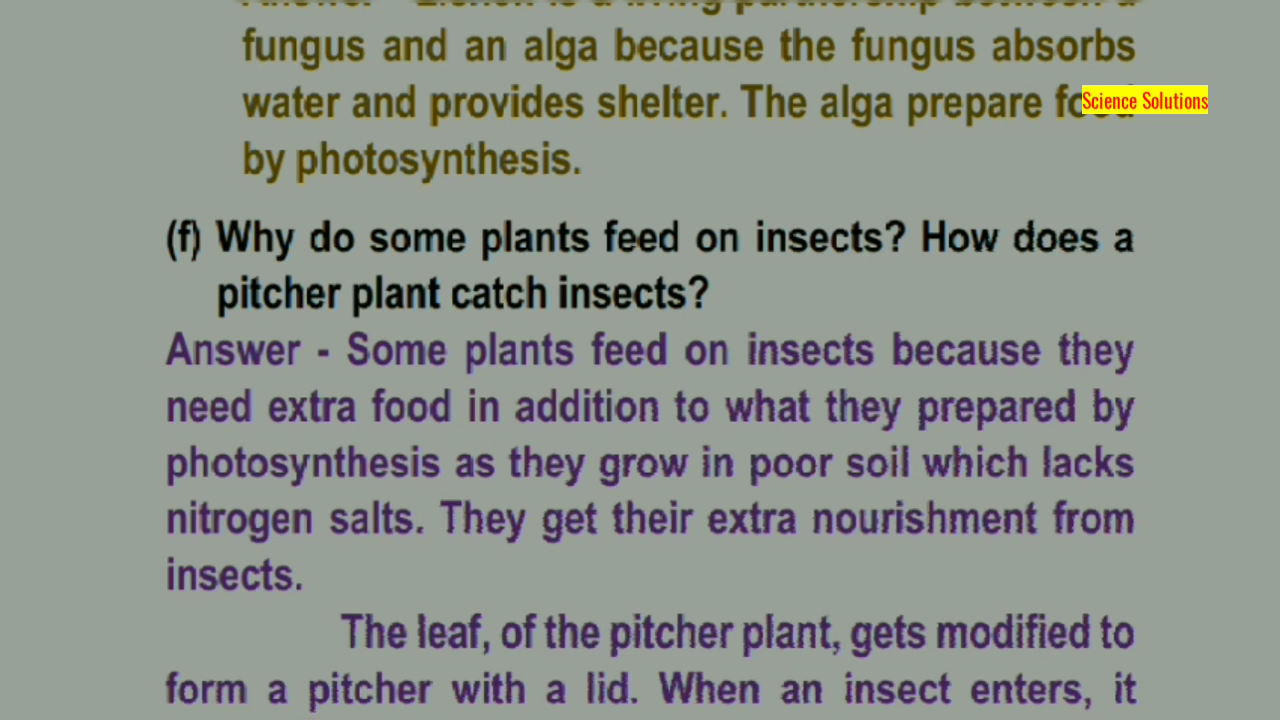 fungus and an alga because the fungus absorbs
water and provides shelter. The alga prepare
Science Solutions
by photosynthesis.
(f) Why do some plants feed on insects? How does a
pitcher plant catch insects?
Answer - Some plants feed on insects because they
need extra food in addition to what they prepared by
photosynthesis as they grow in poor soil which lacks
nitrogen salts. They get their extra nourishment from
insects.
The leaf, of the pitcher plant, gets modified to
form a pitcher with a lid. When an insect enters, it